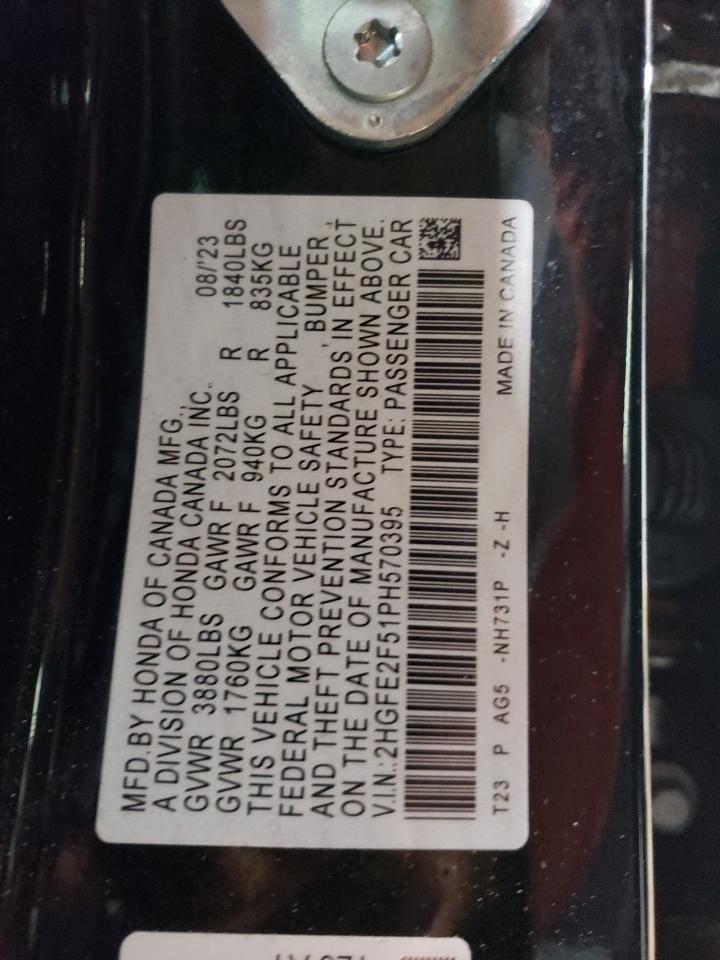 MFD.BY HONDA OF CANADA MFG., 08/'23
A DIVISION OF HONDA CANADA INC.
GVWR 3880LBS GAWR F 2072LBS R 1840LBS
GVWR 1760KG GAWR F 940KG R 835KG
THIS VEHICLE CONFORMS TO ALL APPLICABLE
FEDERAL MOTOR VEHICLE SAFETY , BUMPER ,
AND THEFT PREVENTION STANDARDS IN EFFECT
ON THE DATE OF MANUFACTURE SHOWN ABOVE.
V.I.N.:2HGFE2F51PH570395 TYPE: PASSENGER CAR
T23 P AG5 -NH731P -Z -H MADE IN CANADA